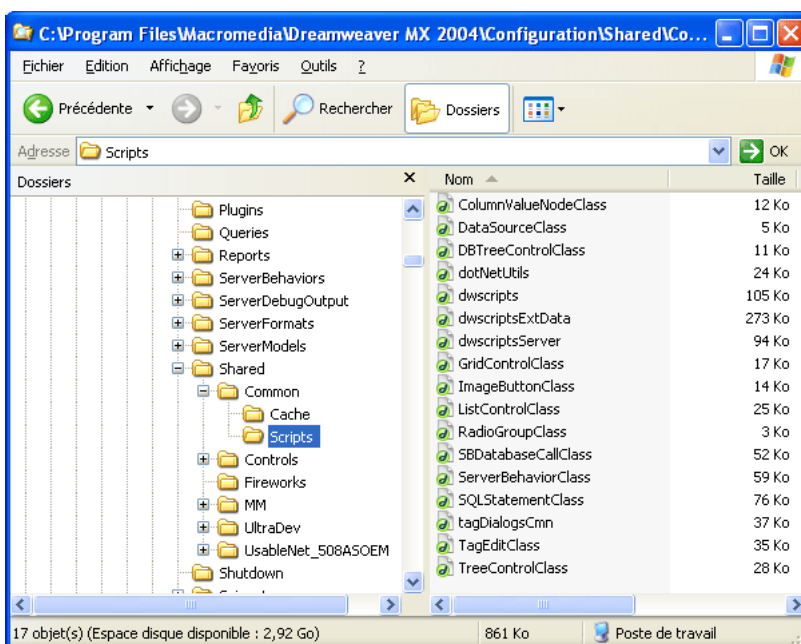 C:\Program Files\Macromedia\Dreamweaver MX 2004\Configuration\Shared\Co...
Fichier Edition Affichage Favoris Outils ?
Précédente Rechercher Dossiers
Adresse Scripts OK
Dossiers
Plugins
Queries
Reports
ServerBehaviors
ServerDebugOutput
ServerFormats
ServerModels
Shared
Common
Cache
Scripts
Controls
Fireworks
MM
UltraDev
UsableNet_508ASOEM
Shutdown
Nom Taille
ColumnValueNodeClass 12 Ko
DataSourceClass 5 Ko
DBTreeControlClass 11 Ko
dotNetUtils 24 Ko
dwscripts 105 Ko
dwscriptsExtData 273 Ko
dwscriptsServer 94 Ko
GridControlClass 17 Ko
ImageButtonClass 14 Ko
ListControlClass 25 Ko
RadioGroupClass 3 Ko
SBDatabaseCallClass 52 Ko
ServerBehaviorClass 59 Ko
SQLStatementClass 76 Ko
tagDialogsCmn 37 Ko
TagEditClass 35 Ko
TreeControlClass 28 Ko
17 objet(s) (Espace disque disponible : 2,92 Go) 861 Ko Poste de travail